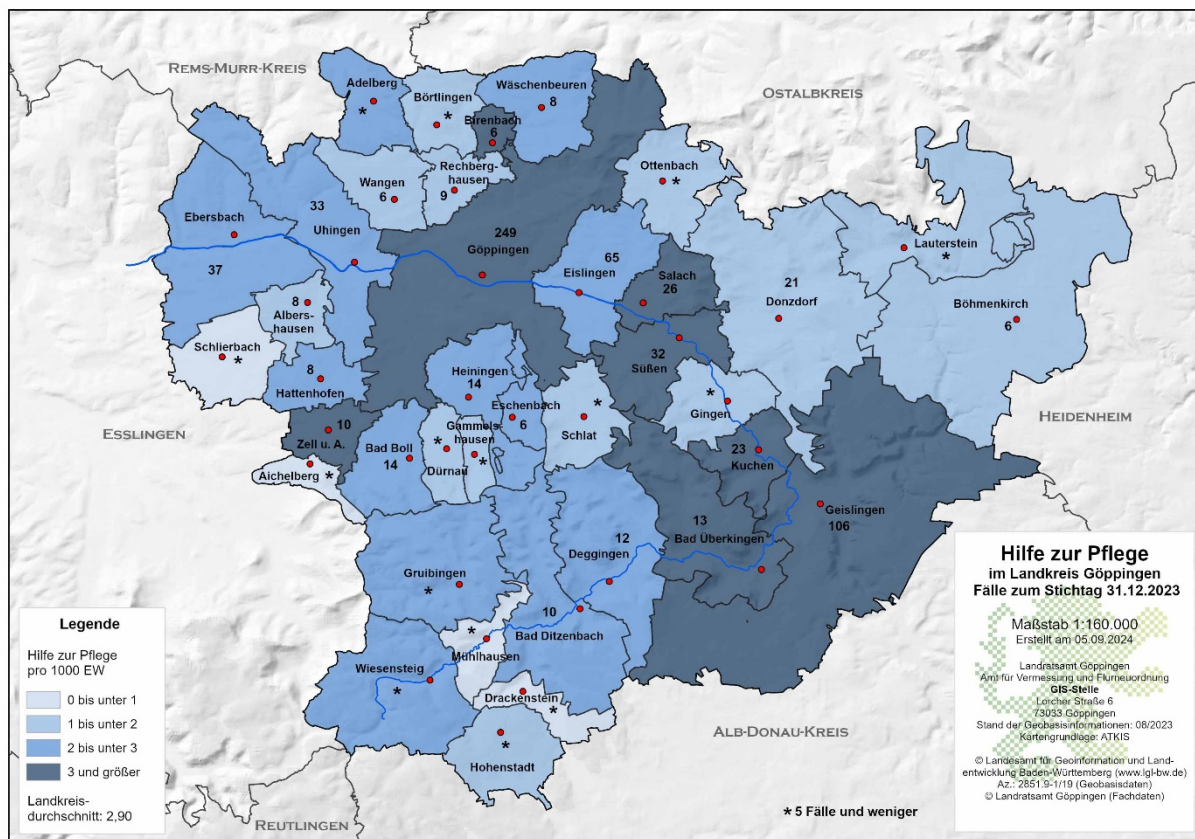 REMS-MURR-KREIS
OSTALBKREIS
HEIDENHEIM
ALB-DONAU-KREIS
REUTLINGEN
ESSLINGEN
Adelberg
*
Börtlingen
*
Birenbach
6
Wäschenbeuren
8
Wangen
6
Rechberg-
hausen
9
Ottenbach
*
Ebersbach
37
33
Uhingen
249
Göppingen
65
Eislingen
Salach
26
21
Donzdorf
Lauterstein
*
Böhmenkirch
6
8
Albers-
hausen
Schlierbach
*
8
Hattenhofen
32
Süßen
Heiningen
14
Eschenbach
6
Schlat
*
Gingen
*
10
Zell u. A.
Bad Boll
14
*
Dürnau
Gammels-
hausen
*
Aichelberg
*
23
Kuchen
Geislingen
106
13
Bad Überkingen
12
Deggingen
Gruibingen
*
10
Bad Ditzenbach
*
Mühlhausen
Wiesensteig
*
Drackenstein
*
*
Hohenstadt
Legende
Hilfe zur Pflege
pro 1000 EW
0 bis unter 1
1 bis unter 2
2 bis unter 3
3 und größer
Landkreis-
durchschnitt: 2,90
* 5 Fälle und weniger
Hilfe zur Pflege
im Landkreis Göppingen
Fälle zum Stichtag 31.12.2023
Maßstab 1:160.000
Erstellt am 05.09.2024
Landratsamt Göppingen
Amt für Vermessung und Flurneuordnung
GIS-Stelle
Lorcher Straße 6
73033 Göppingen
Stand der Geobasisinformationen: 08/2023
Kartengrundlage: ATKIS
© Landesamt für Geoinformation und Land-
entwicklung Baden-Württemberg (www.lgl-bw.de)
Az.: 2851.9-1/19 (Geobasisdaten)
© Landratsamt Göppingen (Fachdaten)